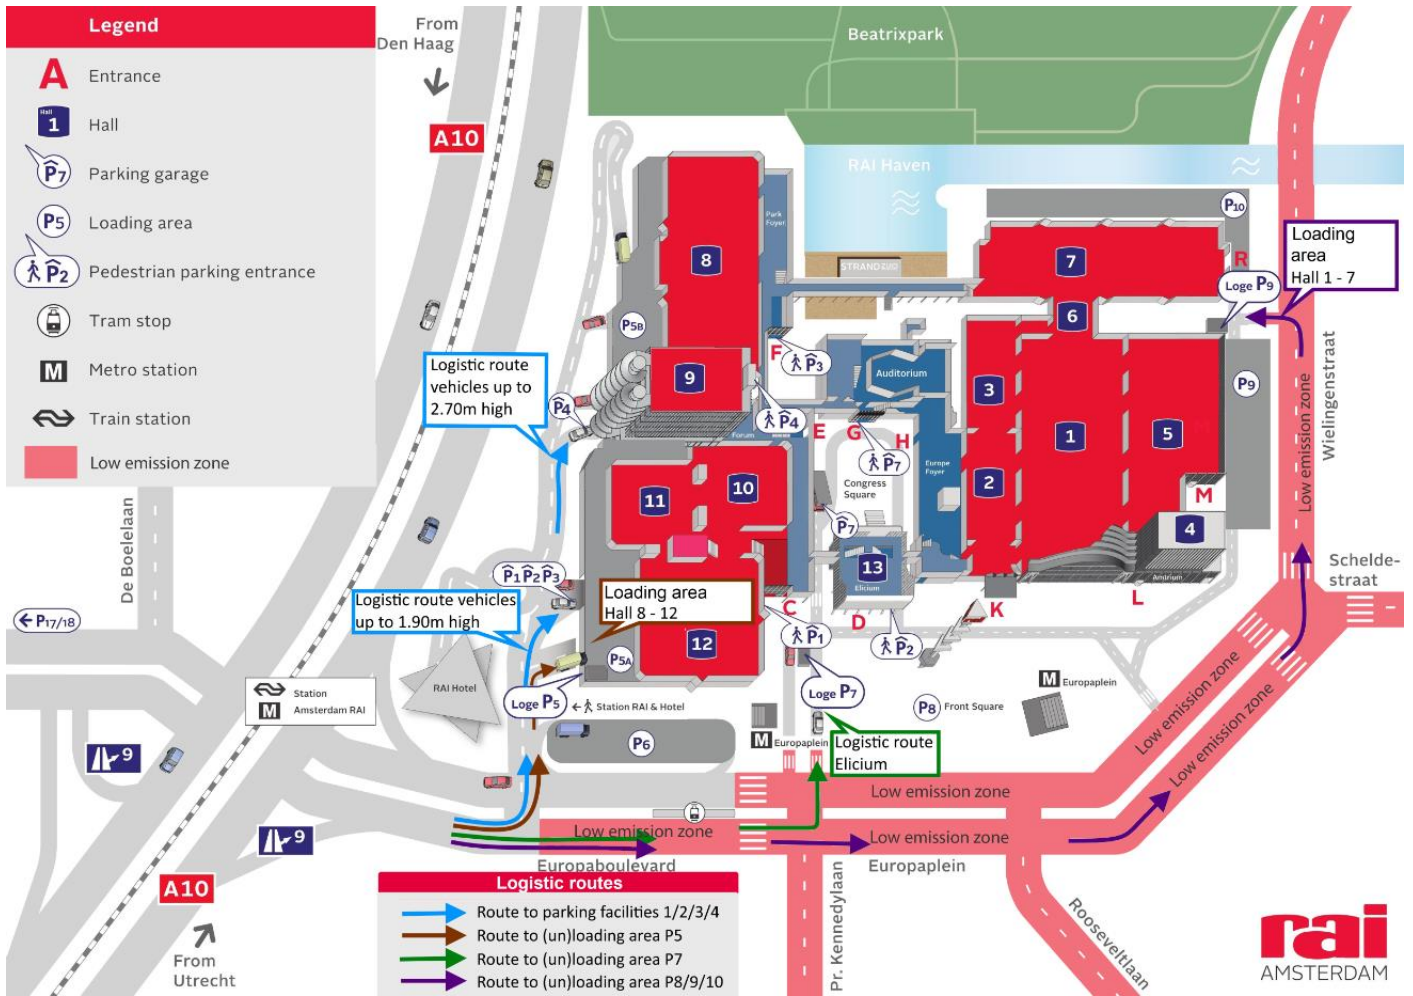 Legend
A Entrance
Hall
1
Hall
P7 Parking garage
P5 Loading area
P2 Pedestrian parking entrance
Tram stop
M Metro station
Train station
Low emission zone
From
Den Haag
A10
Beatrixpark
RAI Haven
STRANDZUID
Park
Foyer
8
7
6
P10
R
Loge P9
Loading
area
Hall 1 - 7
P5B
F
P3
9
P4
P4
Forum
Logistic route
vehicles up to
2.70m high
Auditorium
E
G
H
P7
Europe
Foyer
Congress
Square
P7
3
1
5
2
P9
M
4
Amtrium
L
K
Low emission zone
Wielingenstraat
Schelde-
straat
De Boelelaan
P17/18
11
10
12
13
Elicium
D
P2
C
P1
P1 P2 P3
Logistic route vehicles
up to 1.90m high
Loading area
Hall 8 - 12
P5A
Loge P5
Loge P7
RAI Hotel
Station
M Amsterdam RAI
Station RAI & Hotel
P6
M Europaplein
M Europaplein
P8 Front Square
Logistic route
Elicium
9
9
Low emission zone
Low emission zone
Low emission zone
Low emission zone
Low emission zone
Europaboulevard
Europaplein
Pr. Kennedylaan
Rooseveltlaan
A10
From
Utrecht
Logistic routes
Route to parking facilities 1/2/3/4
Route to (un)loading area P5
Route to (un)loading area P7
Route to (un)loading area P8/9/10
rai
AMSTERDAM